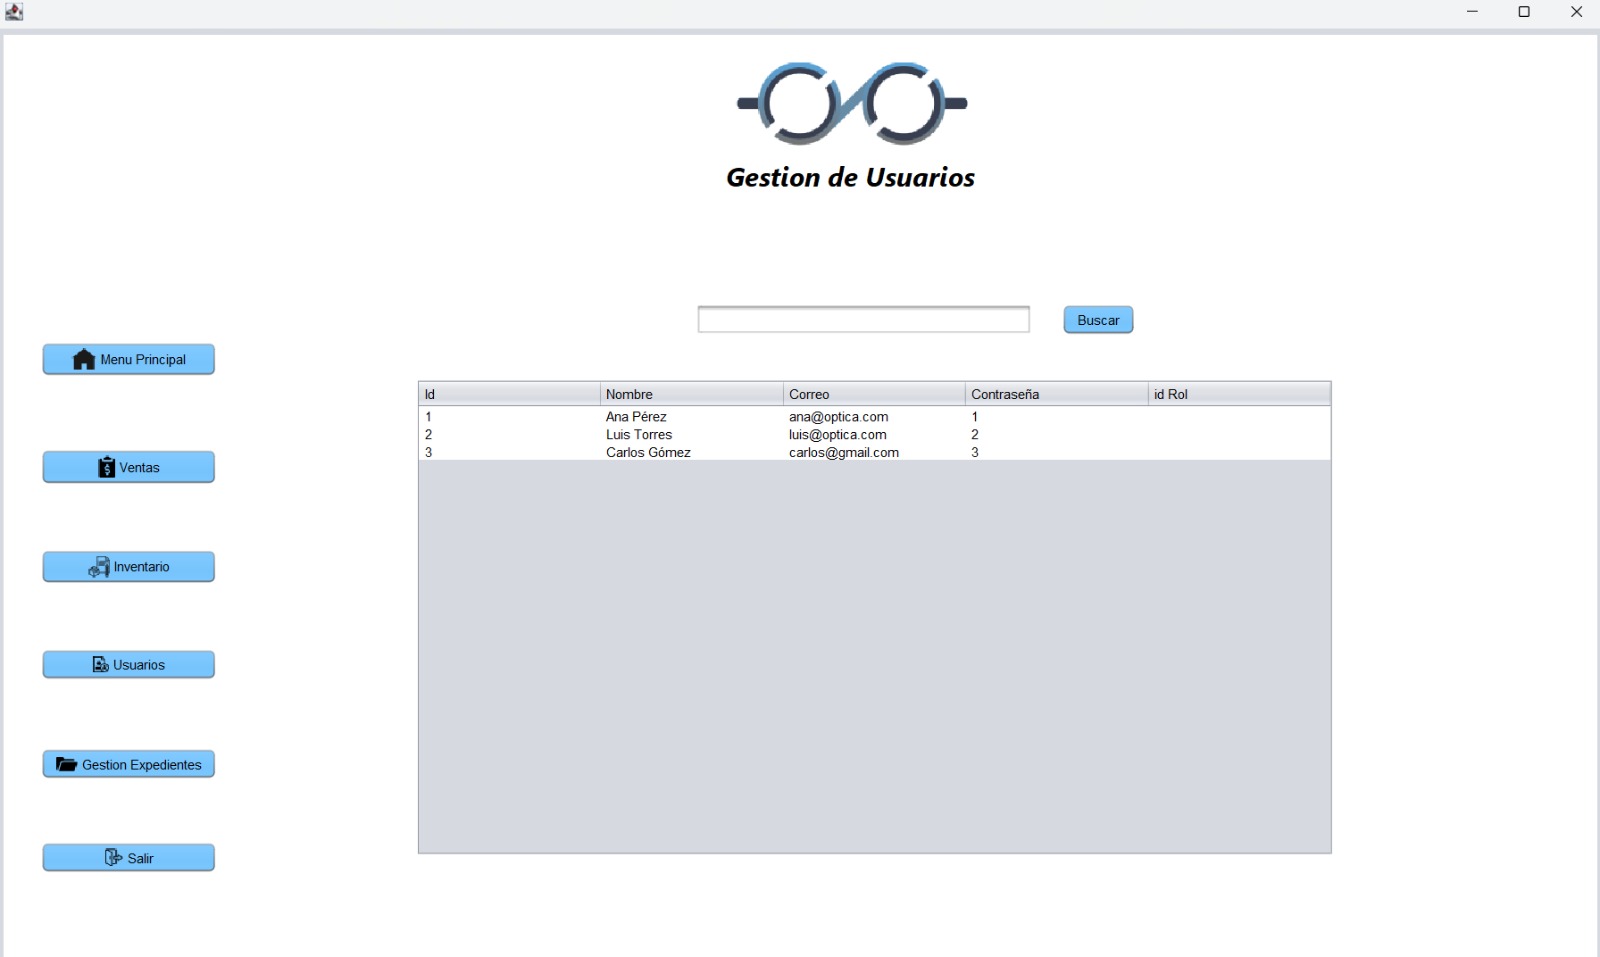 Gestion de Usuarios
Buscar
Menu Principal
Ventas
Inventario
Usuarios
Gestion Expedientes
Salir
Id Nombre Correo Contraseña id Rol
1 Ana Pérez ana@optica.com 1
2 Luis Torres luis@optica.com 2
3 Carlos Gómez carlos@gmail.com 3